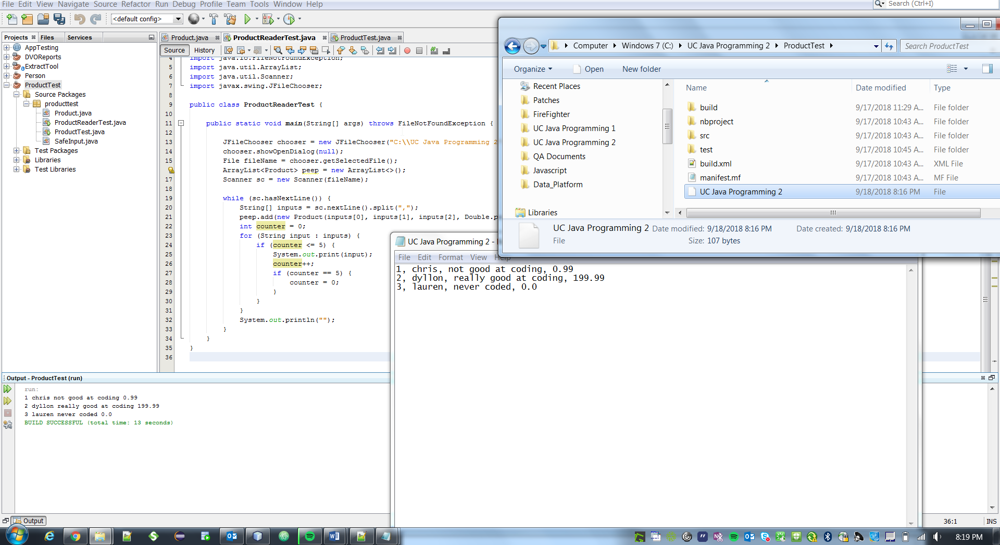 File Edit View Navigate Source Refactor Run Debug Profile Team Tools Window Help
Search (Ctrl+I)
<default config>
Projects Files Services
AppTesting
DVOReports
ExtractTool
Person
ProductTest
Source Packages
producttest
Product.java
ProductReaderTest.java
ProductTest.java
SafeInput.java
Test Packages
Libraries
Test Libraries
Product.java ProductReaderTest.java ProductTest.java
Source History
4 import java.io.FileNotFoundException;
5 import java.util.ArrayList;
6 import java.util.Scanner;
7 import javax.swing.JFileChooser;
8
9 public class ProductReaderTest {
10
11 public static void main(String[] args) throws FileNotFoundException {
12
13 JFileChooser chooser = new JFileChooser("C:\\UC Java Programming 2
14 chooser.showOpenDialog(null);
15 File fileName = chooser.getSelectedFile();
ArrayList<Product> peep = new ArrayList<>();
17 Scanner sc = new Scanner(fileName);
18
19 while (sc.hasNextLine()) {
20 String[] inputs = sc.nextLine().split(",");
21 peep.add(new Product(inputs[0], inputs[1], inputs[2], Double.p
22 int counter = 0;
23 for (String input : inputs) {
24 if (counter <= 5) {
25 System.out.print(input);
26 counter++;
27 if (counter == 5) {
28 counter = 0;
29 }
30 }
31 }
32 System.out.println("");
33 }
34 }
35 }
36
Computer Windows 7 (C:) UC Java Programming 2 ProductTest
Search ProductTest
Organize Open New folder
Recent Places
Patches
FireFighter
UC Java Programming 1
UC Java Programming 2
QA Documents
Javascript
Data_Platform
Libraries
Name Date modified Type
build 9/17/2018 11:29 A... File folder
nbproject 9/17/2018 10:43 A... File folder
src 9/17/2018 10:43 A... File folder
test 9/17/2018 10:45 A... File folder
build.xml 9/17/2018 10:43 A... XML File
manifest.mf 9/17/2018 10:43 A... MF File
UC Java Programming 2 9/18/2018 8:16 PM File
UC Java Programming 2 Date modified: 9/18/2018 8:16 PM Date created: 9/18/2018 8:16 PM
File Size: 107 bytes
UC Java Programming 2 -
File Edit Format View Help
1, chris, not good at coding, 0.99
2, dyllon, really good at coding, 199.99
3, lauren, never coded, 0.0
Output - ProductTest (run)
run:
1 chris not good at coding 0.99
2 dyllon really good at coding 199.99
3 lauren never coded 0.0
BUILD SUCCESSFUL (total time: 13 seconds)
Output
36:1 INS
8:19 PM